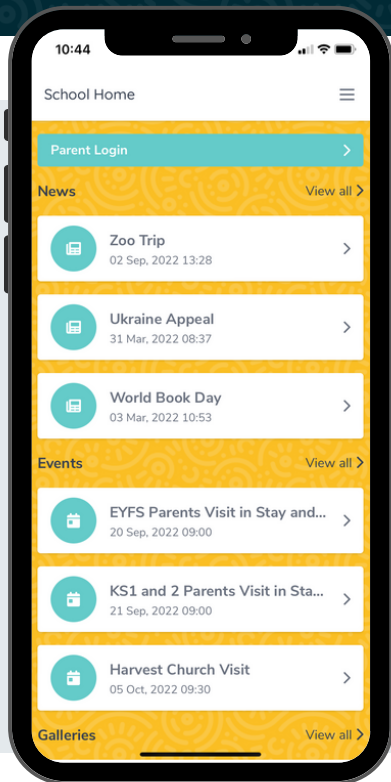 10:44
School Home
Parent Login
News
View all
Zoo Trip
02 Sep, 2022 13:28
Ukraine Appeal
31 Mar, 2022 08:37
World Book Day
03 Mar, 2022 10:53
Events
View all
EYFS Parents Visit in Stay and...
20 Sep, 2022 09:00
KS1 and 2 Parents Visit in Sta...
21 Sep, 2022 09:00
Harvest Church Visit
05 Oct, 2022 09:30
Galleries
View all